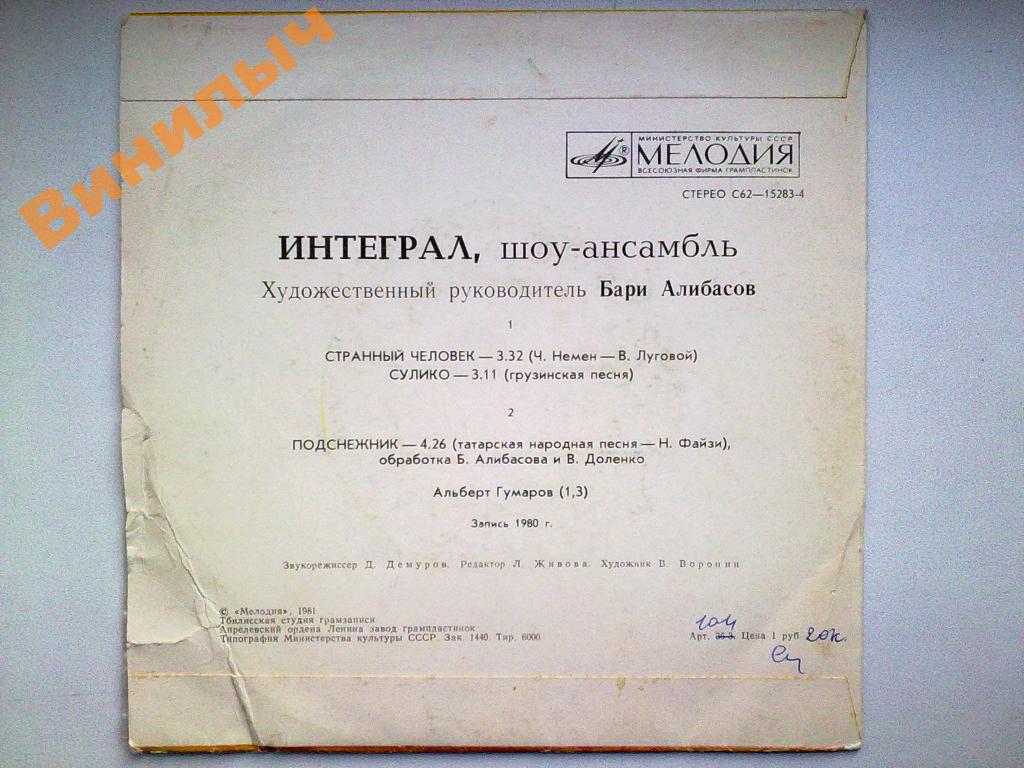 Винилыч
МИНИСТЕРСТВО КУЛЬТУРЫ СССР
МЕЛОДИЯ
ВСЕСОЮЗНАЯ ФИРМА ГРАМПЛАСТИНОК
СТЕРЕО С62—15283-4
ИНТЕГРАЛ, шоу-ансамбль
Художественный руководитель Бари Алибасов
1
СТРАННЫЙ ЧЕЛОВЕК — 3.32 (Ч. Немен — В. Луговой)
СУЛИКО — 3.11 (грузинская песня)
2
ПОДСНЕЖНИК — 4.26 (татарская народная песня — Н. Файзи),
обработка Б. Алибасова и В. Доленко
Альберт Гумаров (1,3)
Запись 1980 г.
Звукорежиссер Д. Демуров. Редактор Л. Живова. Художник В. Воронин
© «Мелодия», 1981
Тбилисская студия грамзаписи
Апрелевский ордена Ленина завод грампластинок
Типография Министерства культуры СССР. Зак. 1440. Тир. 6000
Арт. Цена 1 руб. 20к.